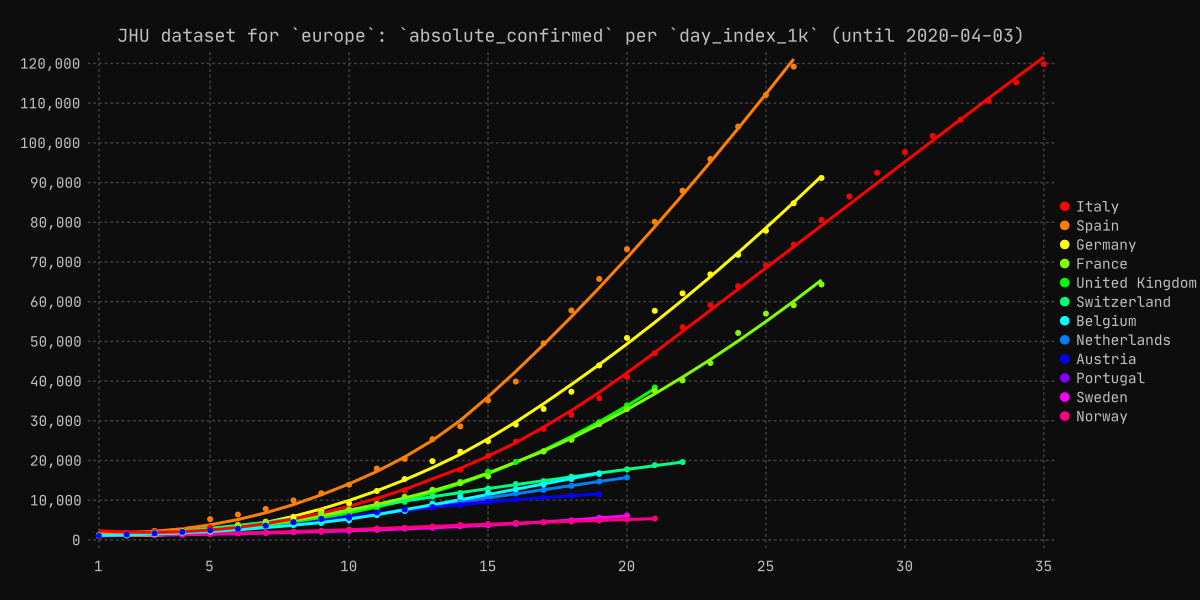 JHU dataset for `europe`: `absolute_confirmed` per `day_index_1k` (until 2020-04-03)
120,000
110,000
100,000
90,000
80,000
70,000
60,000
50,000
40,000
30,000
20,000
10,000
0
1 5 10 15 20 25 30 35
Italy
Spain
Germany
France
United Kingdom
Switzerland
Belgium
Netherlands
Austria
Portugal
Sweden
Norway